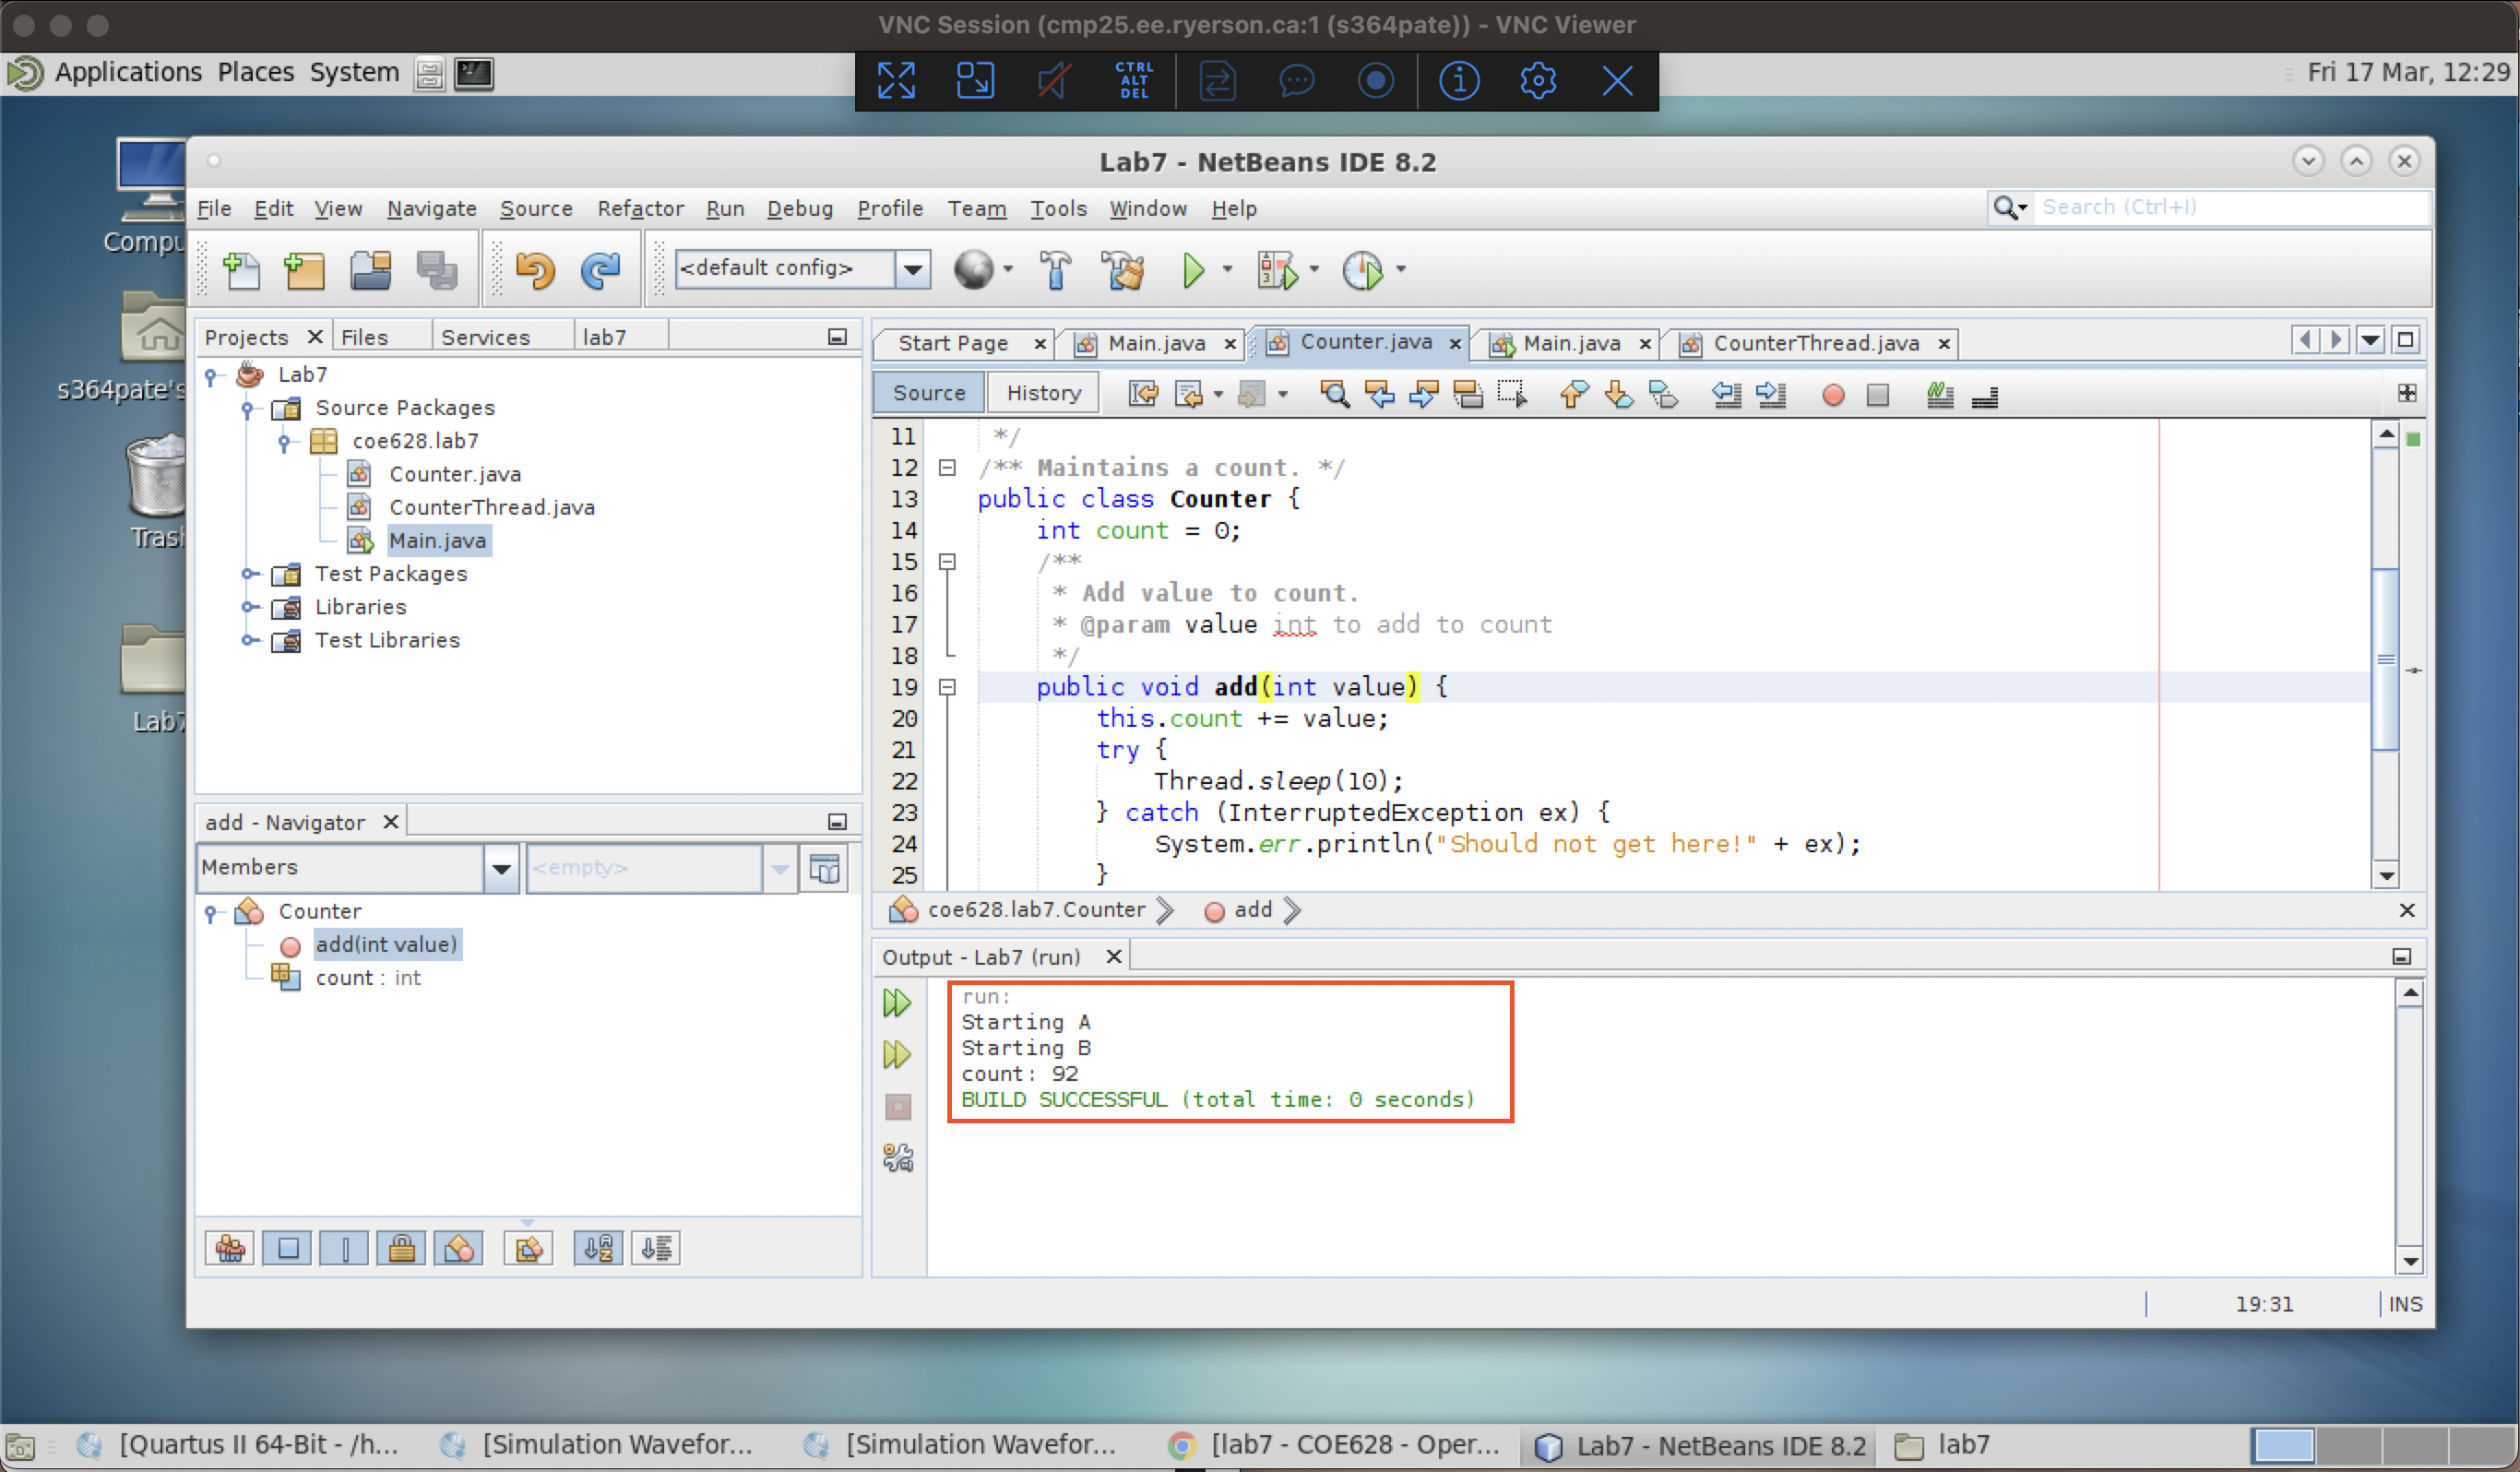 VNC Session (cmp25.ee.ryerson.ca:1 (s364pate)) - VNC Viewer
Applications Places System
CTRL
ALT
DEL
Fri 17 Mar, 12:29
Compu
s364pate's
Trash
Lab7
Lab7 - NetBeans IDE 8.2
File Edit View Navigate Source Refactor Run Debug Profile Team Tools Window Help
Search (Ctrl+I)
<default config>
Projects Files Services lab7
Lab7
Source Packages
coe628.lab7
Counter.java
CounterThread.java
Main.java
Test Packages
Libraries
Test Libraries
add - Navigator
Members <empty>
Counter
add(int value)
count : int
Start Page Main.java Counter.java Main.java CounterThread.java
Source History
11 */
12 /** Maintains a count. */
13 public class Counter {
14 int count = 0;
15 /**
16 * Add value to count.
17 * @param value int to add to count
18 */
19 public void add(int value) {
20 this.count += value;
21 try {
22 Thread.sleep(10);
23 } catch (InterruptedException ex) {
24 System.err.println("Should not get here!" + ex);
25 }
coe628.lab7.Counter add
Output - Lab7 (run)
run:
Starting A
Starting B
count: 92
BUILD SUCCESSFUL (total time: 0 seconds)
19:31 INS
[Quartus II 64-Bit - /h... [Simulation Wavefor... [Simulation Wavefor... [lab7 - COE628 - Oper... Lab7 - NetBeans IDE 8.2 lab7